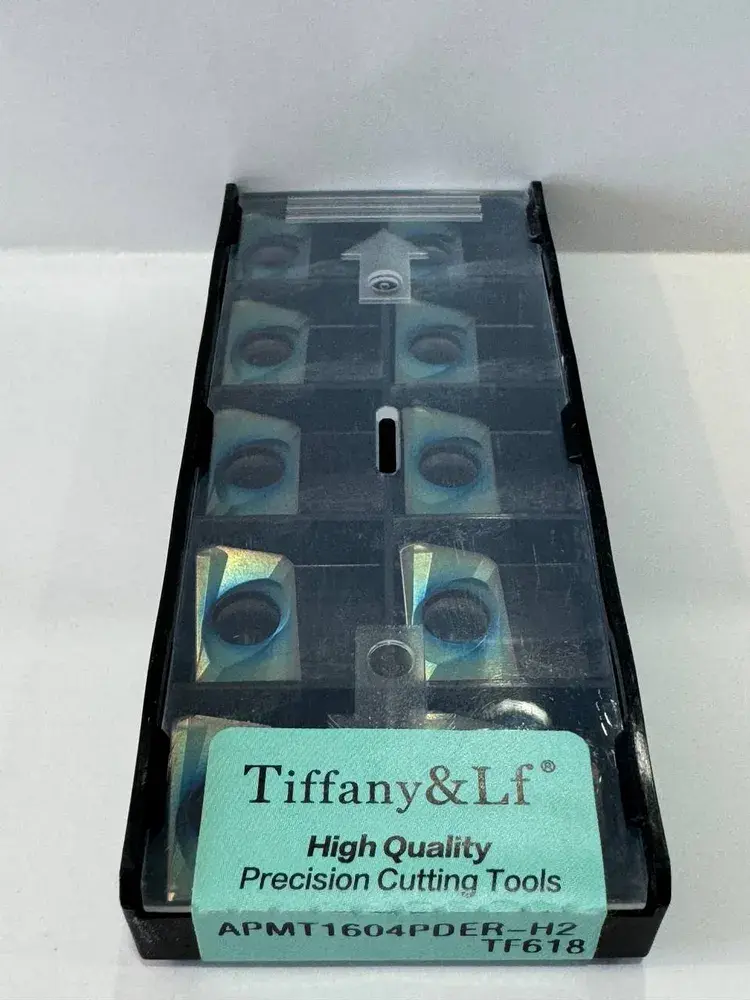 Tiffany&Lf®
High Quality
Precision Cutting Tools
APMT1604PDER-H2
TF618